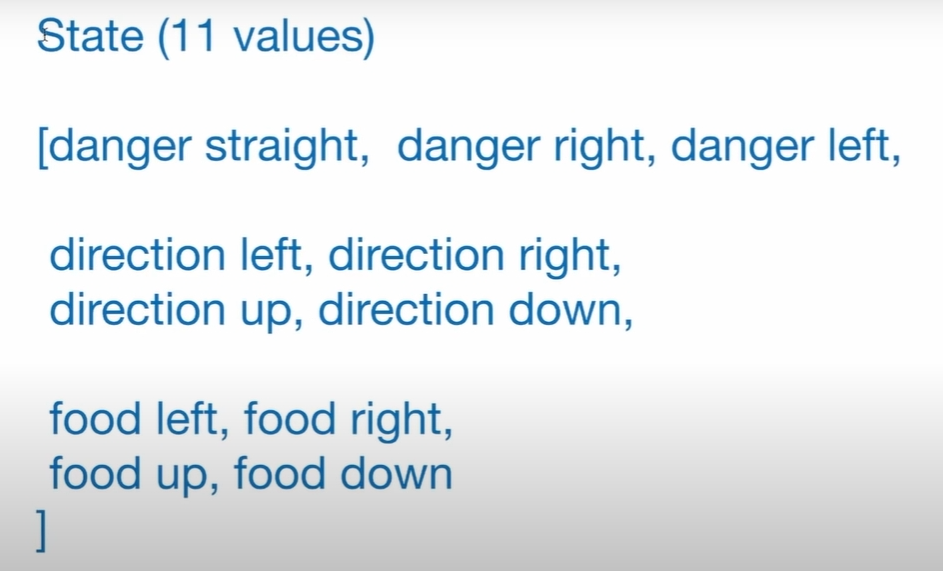 State (11 values)
[danger straight, danger right, danger left,
direction left, direction right,
direction up, direction down,
food left, food right,
food up, food down
]